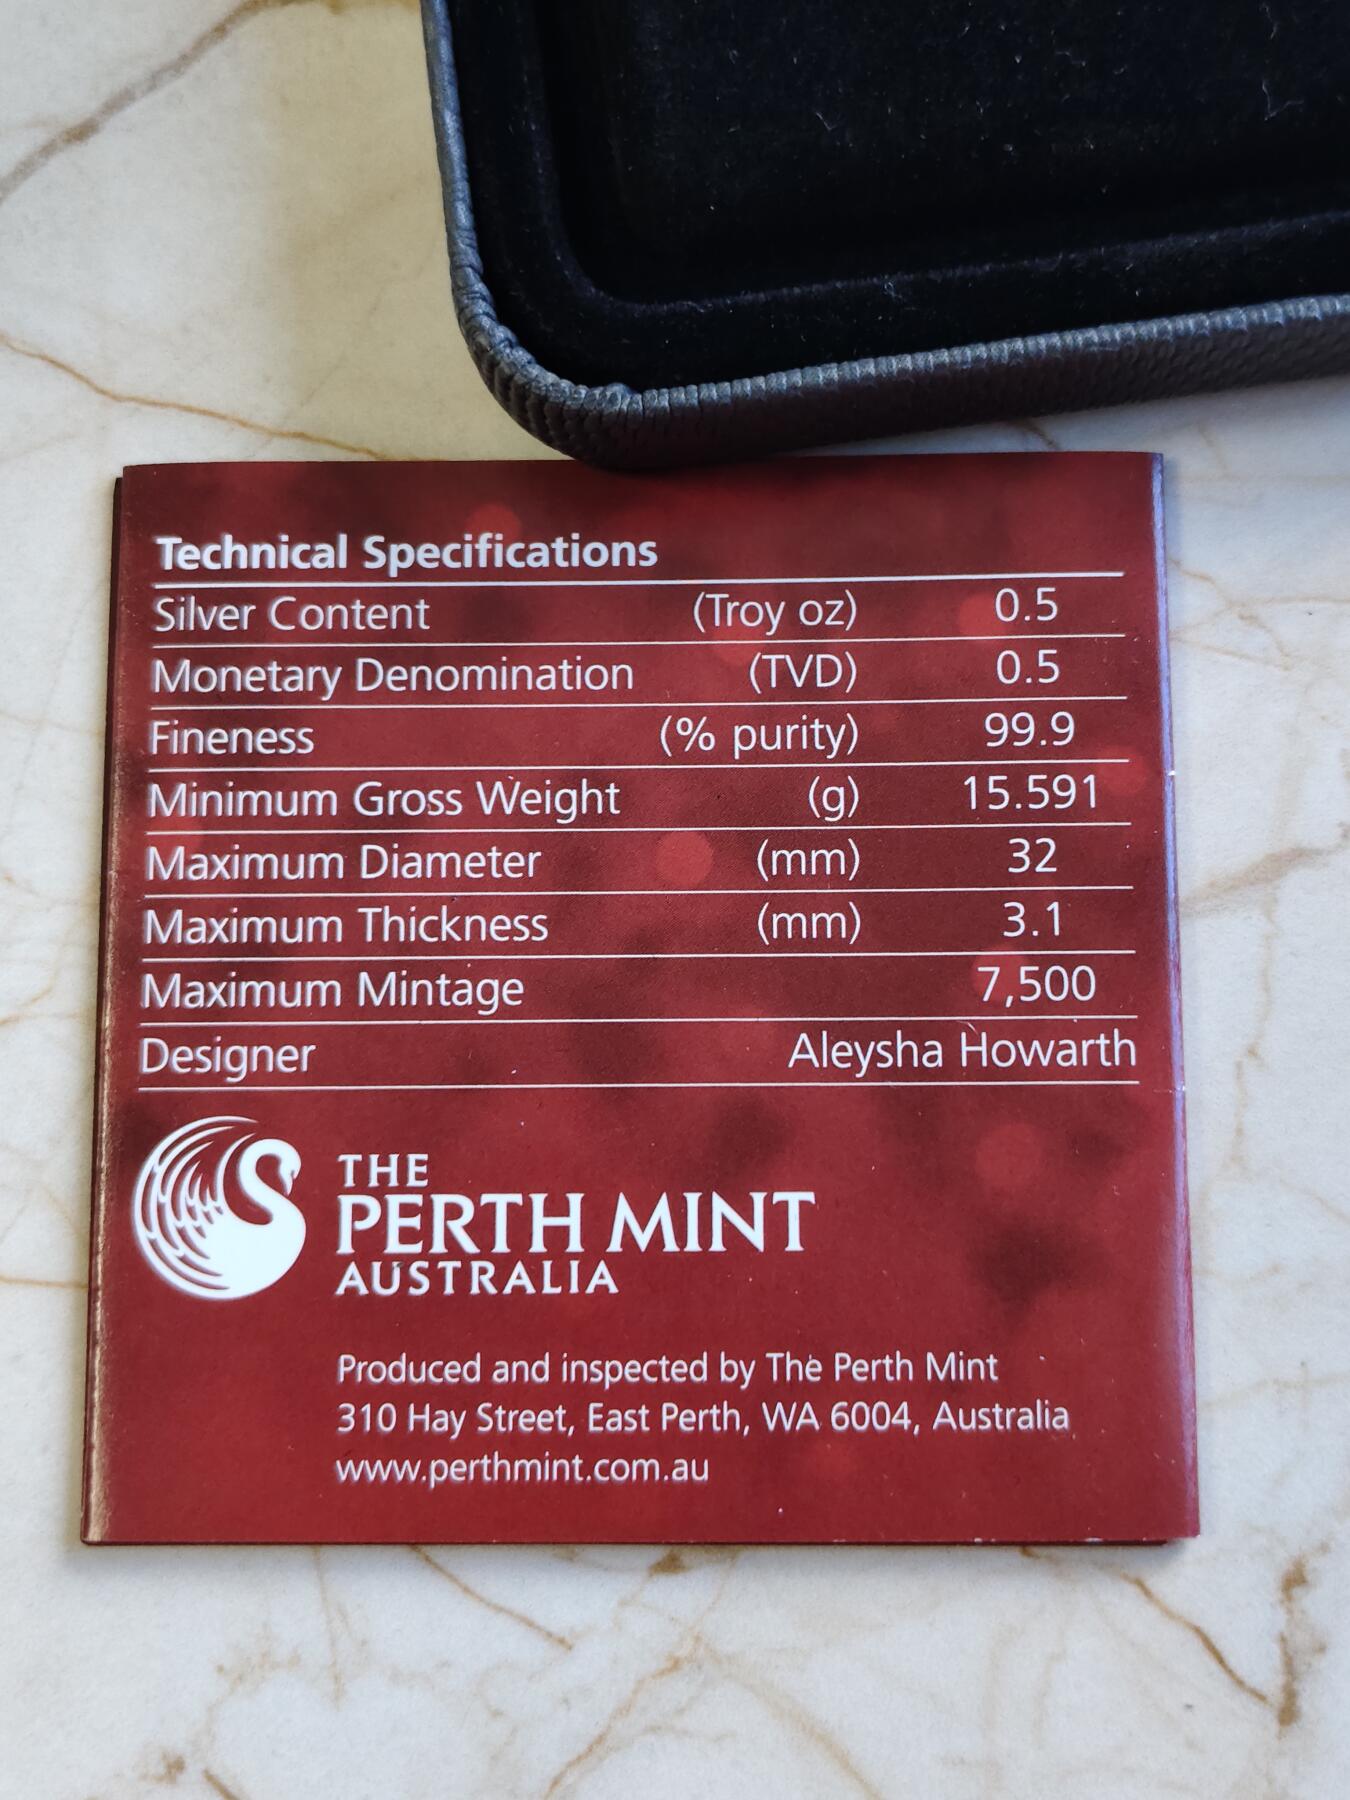 Technical Specifications
Silver Content (Troy oz) 0.5
Monetary Denomination (TVD) 0.5
Fineness (% purity) 99.9
Minimum Gross Weight (g) 15.591
Maximum Diameter (mm) 32
Maximum Thickness (mm) 3.1
Maximum Mintage 7,500
Designer Aleysha Howarth
THE
PERTH MINT
AUSTRALIA
Produced and inspected by The Perth Mint
310 Hay Street, East Perth, WA 6004, Australia
www.perthmint.com.au